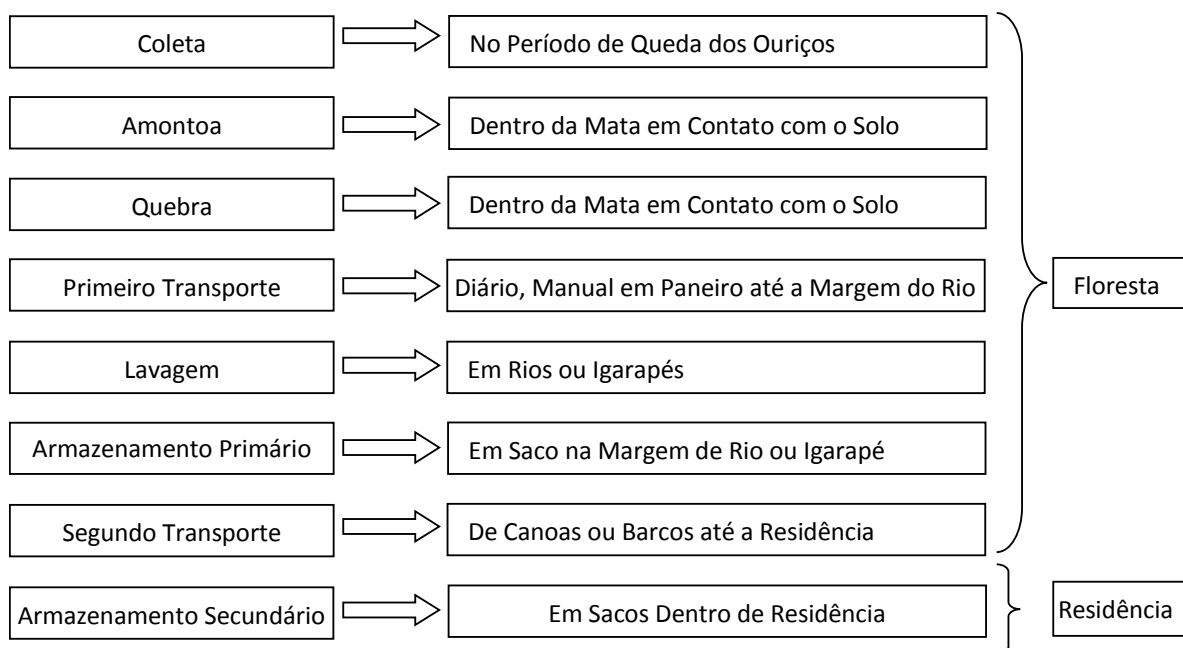 Coleta
No Período de Queda dos Ouriços
Amontoa
Dentro da Mata em Contato com o Solo
Quebra
Dentro da Mata em Contato com o Solo
Primeiro Transporte
Diário, Manual em Paneiro até a Margem do Rio
Floresta
Lavagem
Em Rios ou Igarapés
Armazenamento Primário
Em Saco na Margem de Rio ou Igarapé
Segundo Transporte
De Canoas ou Barcos até a Residência
Armazenamento Secundário
Em Sacos Dentro de Residência
Residência